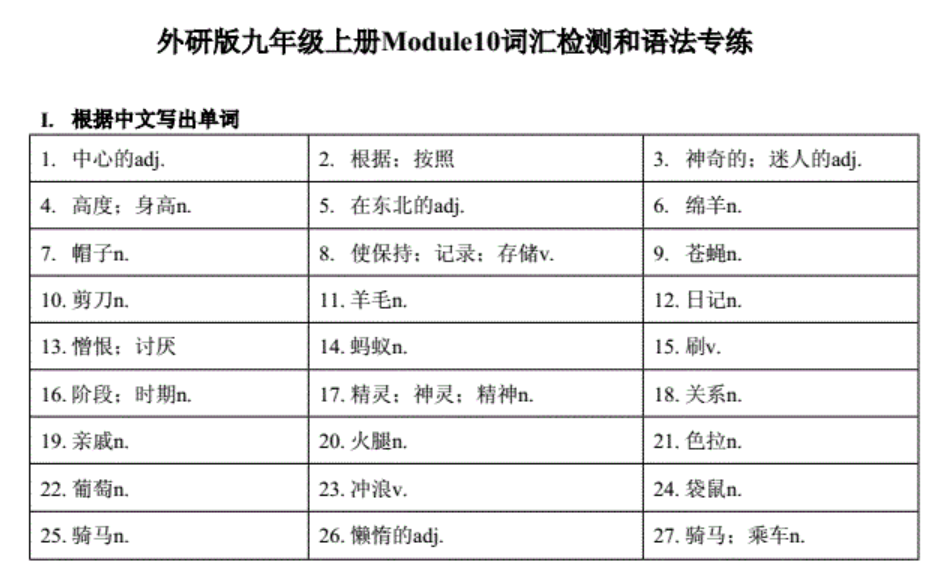 外研版九年级上册Module10词汇检测和语法专练
I. 根据中文写出单词
1. 中心的adj. 2. 根据；按照 3. 神奇的；迷人的adj.
4. 高度；身高n. 5. 在东北的adj. 6. 绵羊n.
7. 帽子n. 8. 使保持；记录；存储v. 9. 苍蝇n.
10. 剪刀n. 11. 羊毛n. 12. 日记n.
13. 憎恨；讨厌 14. 蚂蚁n. 15. 刷v.
16. 阶段；时期n. 17. 精灵；神灵；精神n. 18. 关系n.
19. 亲戚n. 20. 火腿n. 21. 色拉n.
22. 葡萄n. 23. 冲浪v. 24. 袋鼠n.
25. 骑马n. 26. 懒惰的adj. 27. 骑马；乘车n.